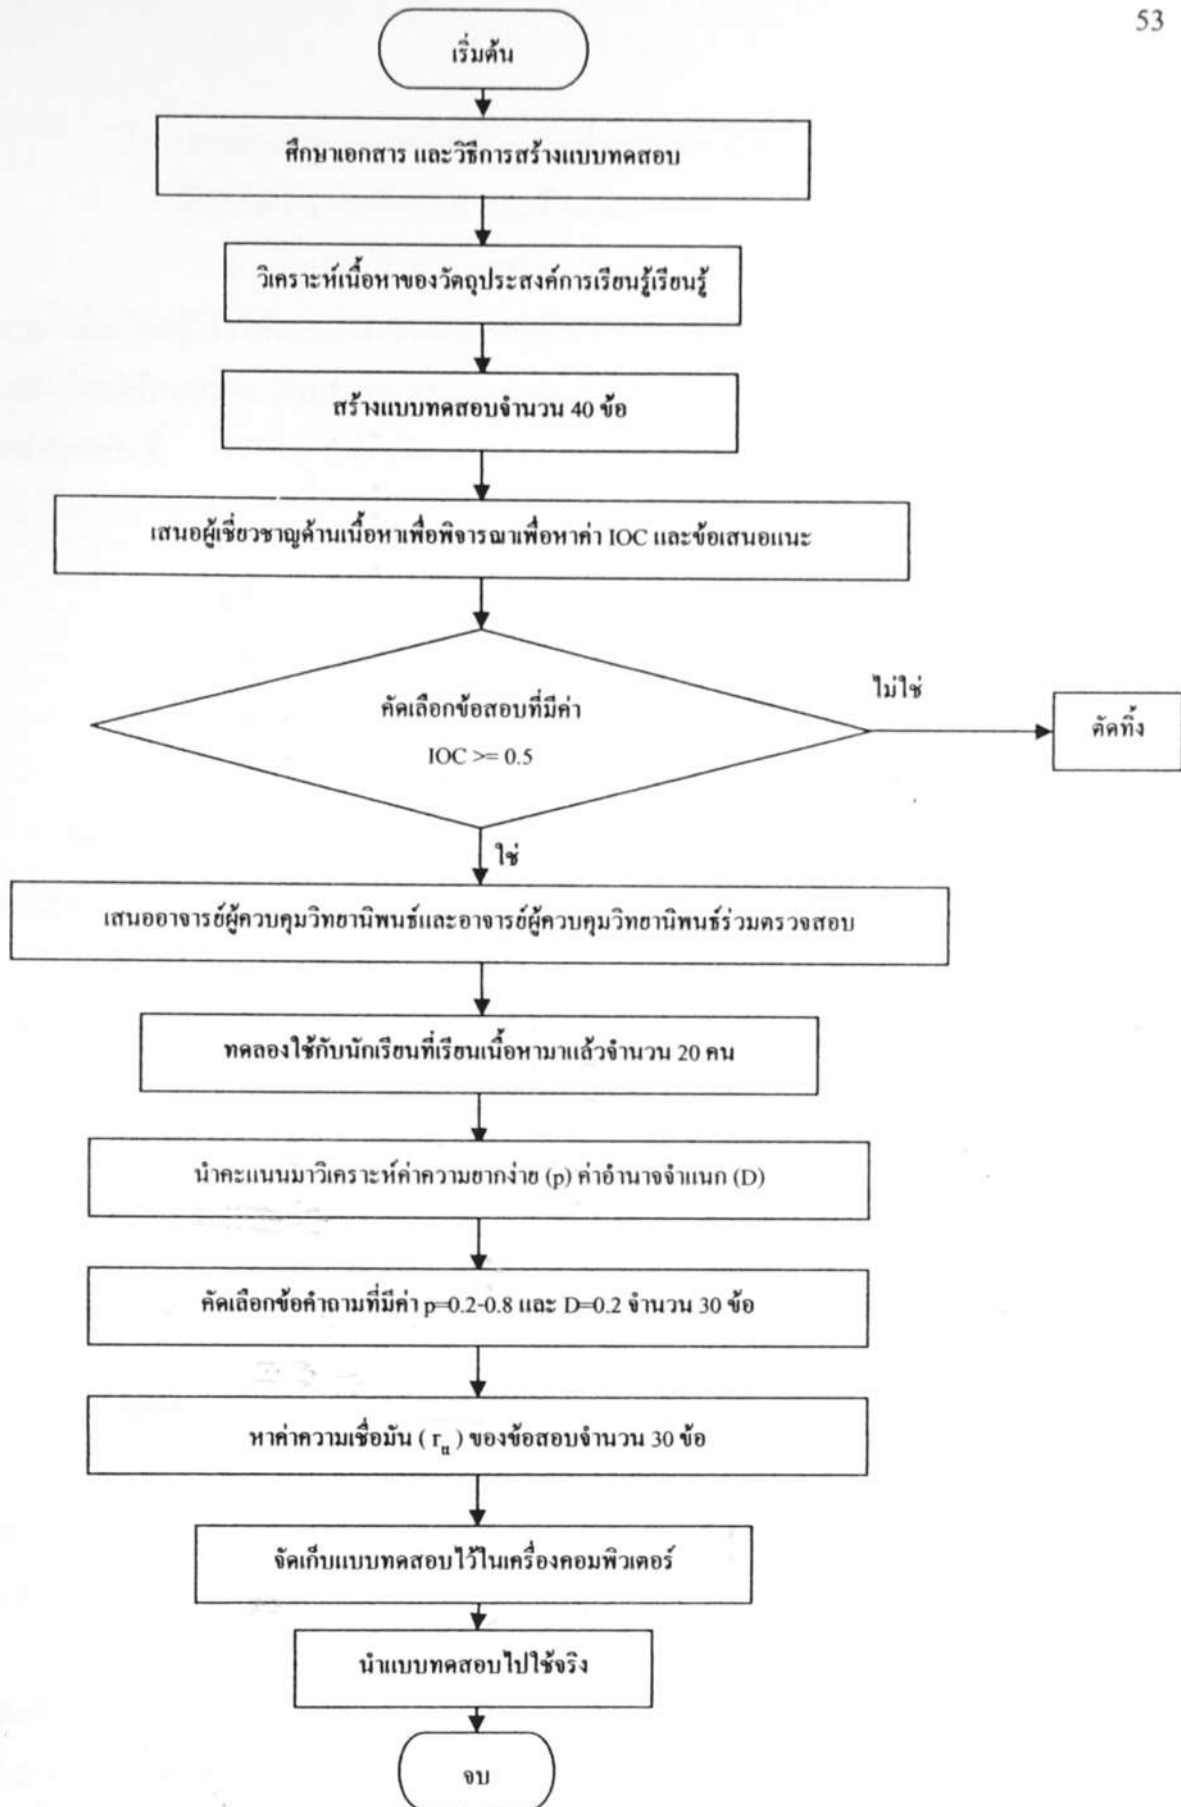 53
เริ่มต้น
ศึกษาเอกสาร และวิธีการสร้างแบบทดสอบ
วิเคราะห์เนื้อหาของวัตถุประสงค์การเรียนรู้เรียนรู้
สร้างแบบทดสอบจำนวน 40 ข้อ
เสนอผู้เชี่ยวชาญด้านเนื้อหาเพื่อพิจารณาเพื่อหาค่า IOC และข้อเสนอแนะ
คัดเลือกข้อสอบที่มีค่า
IOC >= 0.5
ไม่ใช่
ตัดทิ้ง
ใช่
เสนออาจารย์ผู้ควบคุมวิทยานิพนธ์และอาจารย์ผู้ควบคุมวิทยานิพนธ์ร่วมตรวจสอบ
ทดลองใช้กับนักเรียนที่เรียนเนื้อหามาแล้วจำนวน 20 คน
นำคะแนนมาวิเคราะห์ค่าความยากง่าย (p) ค่าอำนาจจำแนก (D)
คัดเลือกข้อคำถามที่มีค่า p=0.2-0.8 และ D=0.2 จำนวน 30 ข้อ
หาค่าความเชื่อมั่น ( r_tt ) ของข้อสอบจำนวน 30 ข้อ
จัดเก็บแบบทดสอบไว้ในเครื่องคอมพิวเตอร์
นำแบบทดสอบไปใช้จริง
จบ